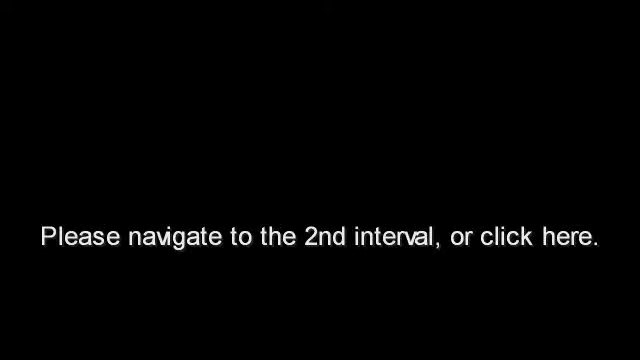 Please navigate to the 2nd interval, or click here.